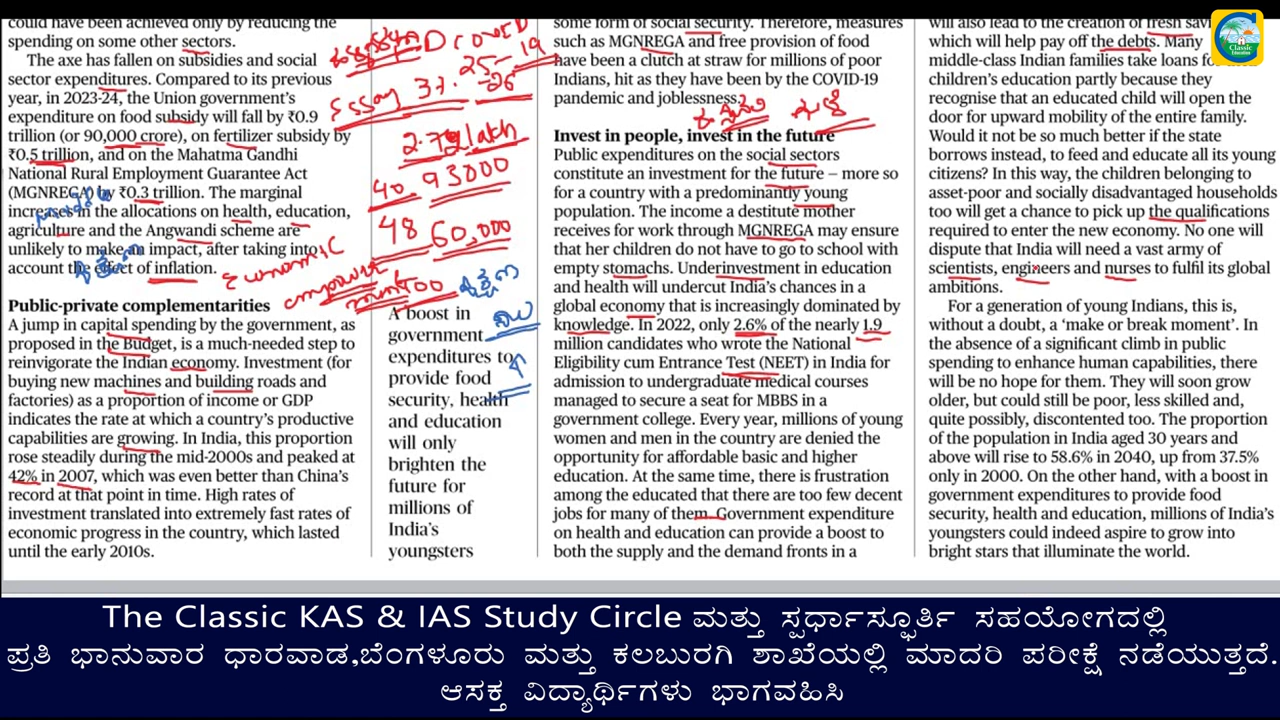 could have been achieved only by reducing the
spending on some other sectors.
The axe has fallen on subsidies and social
sector expenditures. Compared to its previous
year, in 2023-24, the Union government's
expenditure on food subsidy will fall by ₹0.9
trillion (or 90,000 crore), on fertilizer subsidy by
₹0.5 trillion, and on the Mahatma Gandhi
National Rural Employment Guarantee Act
(MGNREGA) by ₹0.3 trillion. The marginal
increases in the allocations on health, education,
agriculture and the Angwandi scheme are
unlikely to make an impact, after taking into
account the effect of inflation.
Public-private complementarities
A jump in capital spending by the government, as
proposed in the Budget, is a much-needed step to
reinvigorate the Indian economy. Investment (for
buying new machines and building roads and
factories) as a proportion of income or GDP
indicates the rate at which a country's productive
capabilities are growing. In India, this proportion
rose steadily during the mid-2000s and peaked at
42% in 2007, which was even better than China's
record at that point in time. High rates of
investment translated into extremely fast rates of
economic progress in the country, which lasted
until the early 2010s.
D COVED
19
25-
26
Essay 37.
2.79 lakh
40 93000
48 60,000
Economic
empower
ment
A boost in
government
expenditures to
provide food
security, health
and education
will only
brighten the
future for
millions of
India's
youngsters
some form of social security. Therefore, measures
such as MGNREGA and free provision of food
have been a clutch at straw for millions of poor
Indians, hit as they have been by the COVID-19
pandemic and joblessness.
Invest in people, invest in the future
Public expenditures on the social sectors
constitute an investment for the future – more so
for a country with a predominantly young
population. The income a destitute mother
receives for work through MGNREGA may ensure
that her children do not have to go to school with
empty stomachs. Underinvestment in education
and health will undercut India's chances in a
global economy that is increasingly dominated by
knowledge. In 2022, only 2.6% of the nearly 1.9
million candidates who wrote the National
Eligibility cum Entrance Test (NEET) in India for
admission to undergraduate medical courses
managed to secure a seat for MBBS in a
government college. Every year, millions of young
women and men in the country are denied the
opportunity for affordable basic and higher
education. At the same time, there is frustration
among the educated that there are too few decent
jobs for many of them. Government expenditure
on health and education can provide a boost to
both the supply and the demand fronts in a
will also lead to the creation of fresh
which will help pay off the debts. Many
middle-class Indian families take loans for their
children's education partly because they
recognise that an educated child will open the
door for upward mobility of the entire family.
Would it not be so much better if the state
borrows instead, to feed and educate all its young
citizens? In this way, the children belonging to
asset-poor and socially disadvantaged households
too will get a chance to pick up the qualifications
required to enter the new economy. No one will
dispute that India will need a vast army of
scientists, engineers and nurses to fulfil its global
ambitions.
For a generation of young Indians, this is,
without a doubt, a 'make or break moment'. In
the absence of a significant climb in public
spending to enhance human capabilities, there
will be no hope for them. They will soon grow
older, but could still be poor, less skilled and,
quite possibly, discontented too. The proportion
of the population in India aged 30 years and
above will rise to 58.6% in 2040, up from 37.5%
only in 2000. On the other hand, with a boost in
government expenditures to provide food
security, health and education, millions of India's
youngsters could indeed aspire to grow into
bright stars that illuminate the world.
Classic
Education
The Classic KAS & IAS Study Circle ಮತ್ತು ಸ್ಪರ್ಧಾಸ್ಫೂರ್ತಿ ಸಹಯೋಗದಲ್ಲಿ
ಪ್ರತಿ ಭಾನುವಾರ ಧಾರವಾಡ,ಬೆಂಗಳೂರು ಮತ್ತು ಕಲಬುರಗಿ ಶಾಖೆಯಲ್ಲಿ ಮಾದರಿ ಪರೀಕ್ಷೆ ನಡೆಯುತ್ತದೆ.
ಆಸಕ್ತ ವಿದ್ಯಾರ್ಥಿಗಳು ಭಾಗವಹಿಸಿ